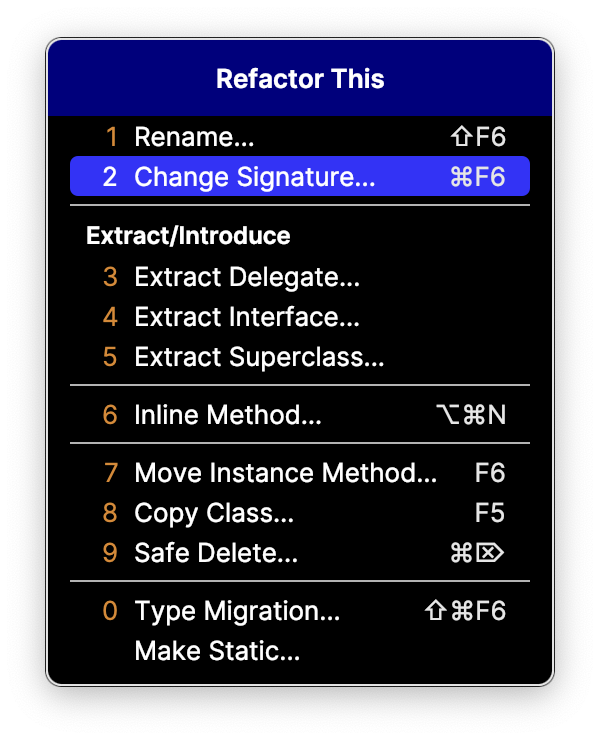 Refactor This
1 Rename... ⇧F6
2 Change Signature... ⌘F6
Extract/Introduce
3 Extract Delegate...
4 Extract Interface...
5 Extract Superclass...
6 Inline Method... ⌥⌘N
7 Move Instance Method... F6
8 Copy Class... F5
9 Safe Delete... ⌘⌦
0 Type Migration... ⇧⌘F6
Make Static...